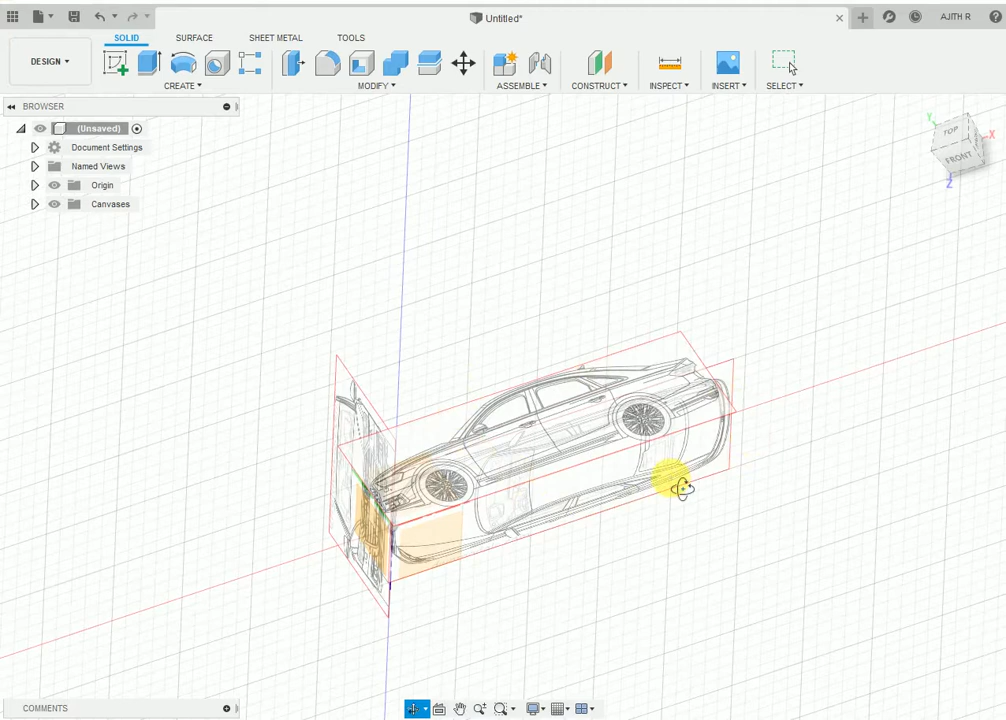 Untitled*
AJITH R
DESIGN
SOLID
SURFACE
SHEET METAL
TOOLS
CREATE
MODIFY
ASSEMBLE
CONSTRUCT
INSPECT
INSERT
SELECT
BROWSER
(Unsaved)
Document Settings
Named Views
Origin
Canvases
Y
X
Z
TOP
FRONT
COMMENTS